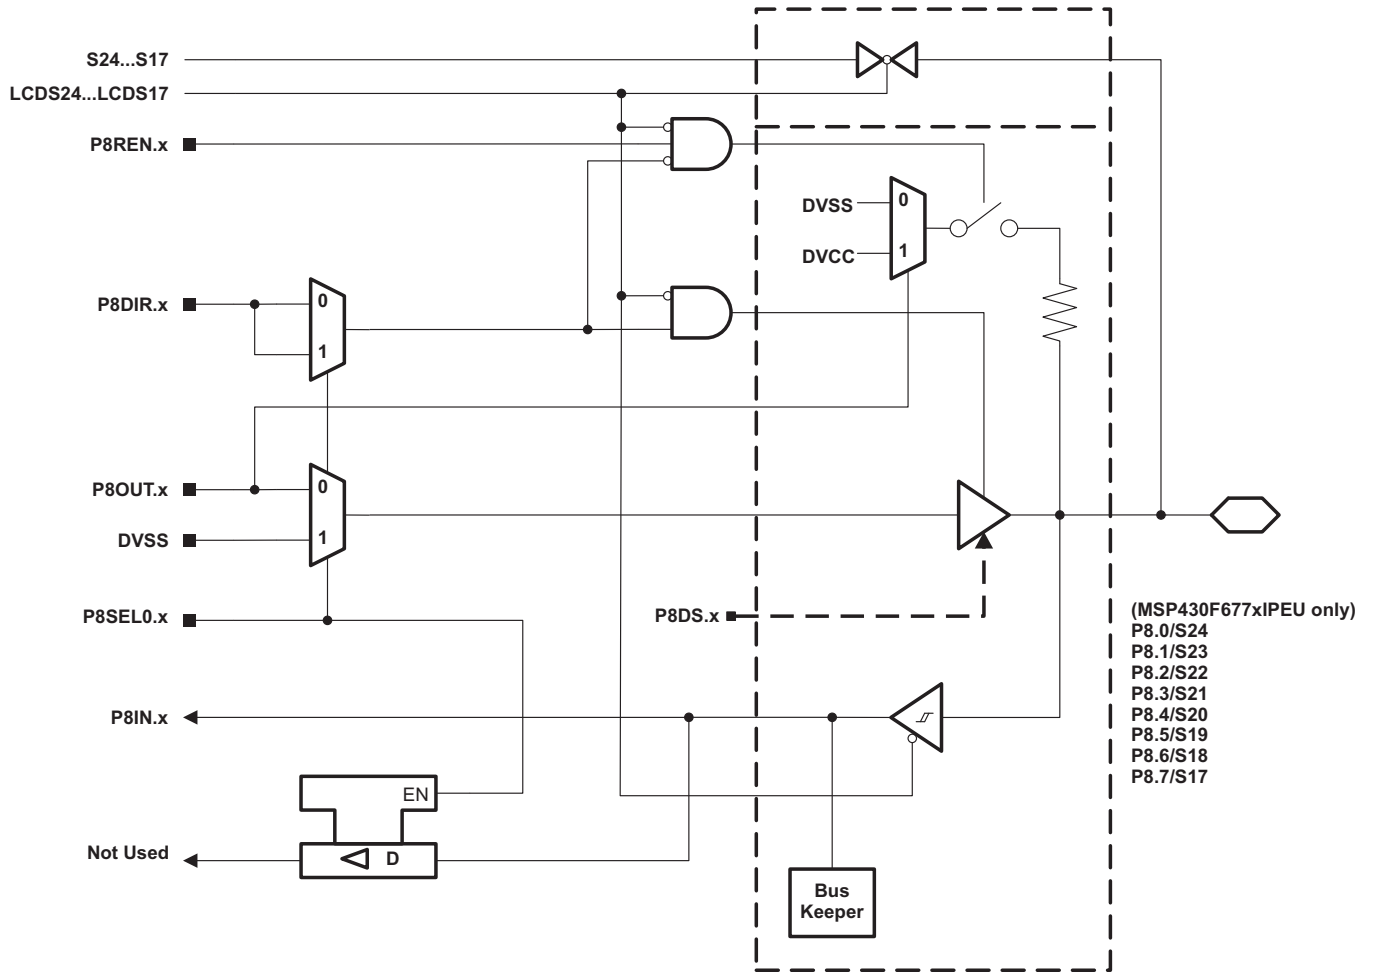 S24...S17
LCDS24...LCDS17
P8REN.x
DVSS
0
DVCC
1
P8DIR.x
0
1
P8OUT.x
0
DVSS
1
P8SEL0.x
P8DS.x
(MSP430F677xIPEU only)
P8.0/S24
P8.1/S23
P8.2/S22
P8.3/S21
P8.4/S20
P8.5/S19
P8.6/S18
P8.7/S17
P8IN.x
EN
Not Used
D
Bus
Keeper